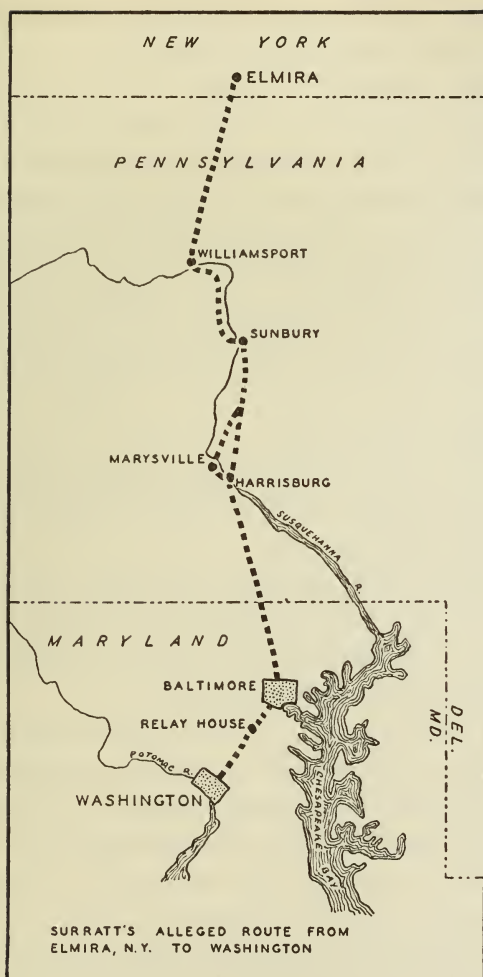 NEW YORK
ELMIRA
PENNSYLVANIA
WILLIAMSPORT
SUNBURY
MARYSVILLE
HARRISBURG
SUSQUEHANNA R.
MARYLAND
BALTIMORE
DEL.
MD.
RELAY HOUSE
POTOMAC R.
WASHINGTON
CHESAPEAKE BAY
SURRATT'S ALLEGED ROUTE FROM
ELMIRA, N.Y. TO WASHINGTON